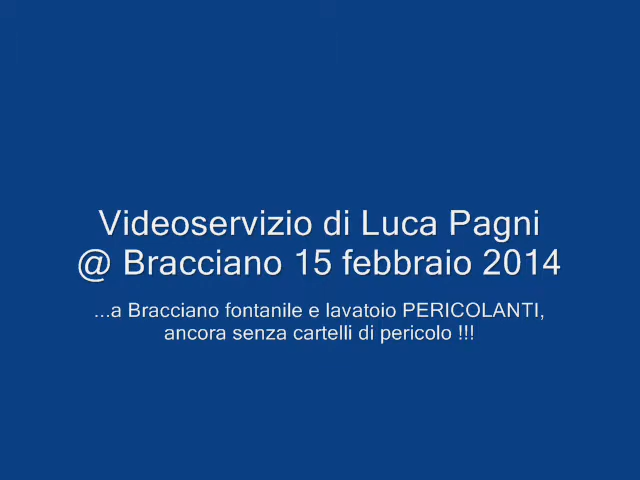 Videoservizio di Luca Pagni
@ Bracciano 15 febbraio 2014
...a Bracciano fontanile e lavatoio PERICOLANTI,
ancora senza cartelli di pericolo !!!